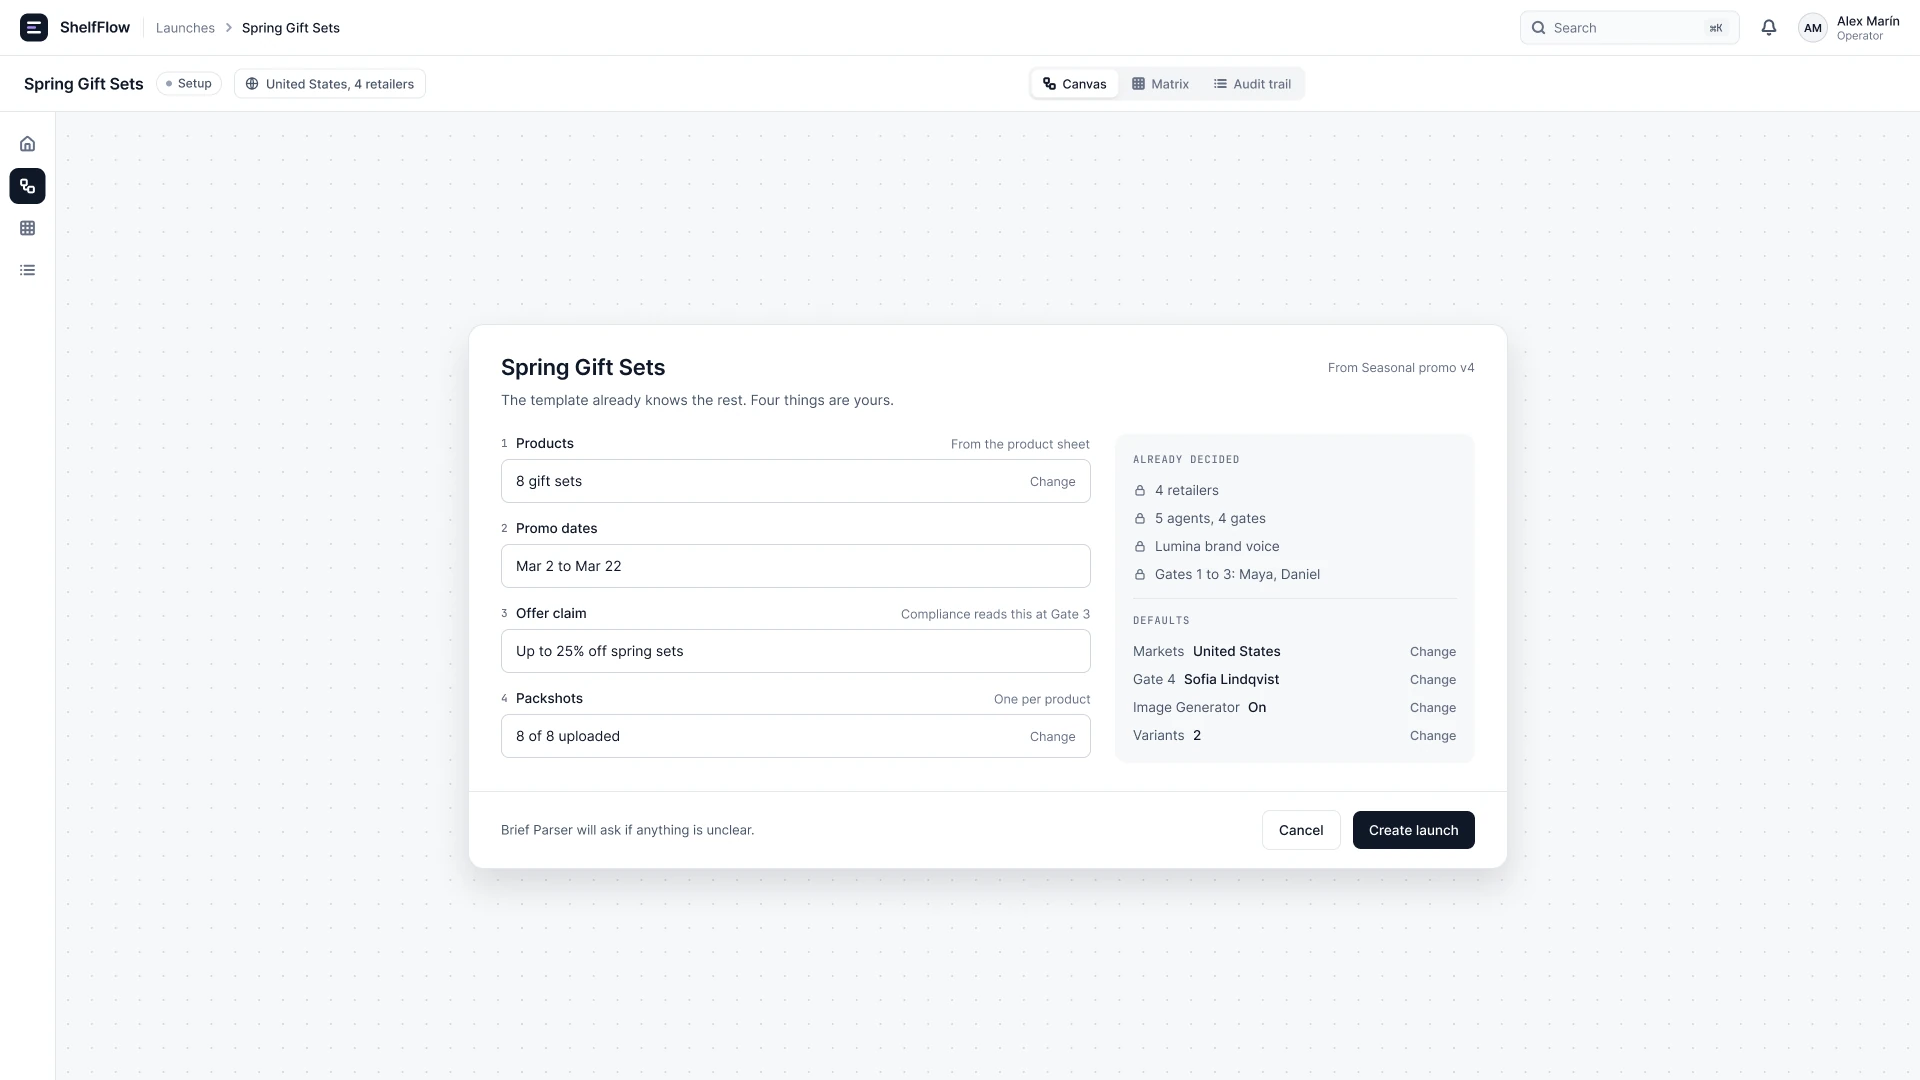 ShelfFlow
Launches
Spring Gift Sets
Search
⌘K
AM
Alex Marín
Operator
Spring Gift Sets
Setup
United States, 4 retailers
Canvas
Matrix
Audit trail
Spring Gift Sets
From Seasonal promo v4
The template already knows the rest. Four things are yours.
1 Products
From the product sheet
8 gift sets
Change
2 Promo dates
Mar 2 to Mar 22
3 Offer claim
Compliance reads this at Gate 3
Up to 25% off spring sets
4 Packshots
One per product
8 of 8 uploaded
Change
ALREADY DECIDED
4 retailers
5 agents, 4 gates
Lumina brand voice
Gates 1 to 3: Maya, Daniel
DEFAULTS
Markets United States Change
Gate 4 Sofia Lindqvist Change
Image Generator On Change
Variants 2 Change
Brief Parser will ask if anything is unclear.
Cancel
Create launch